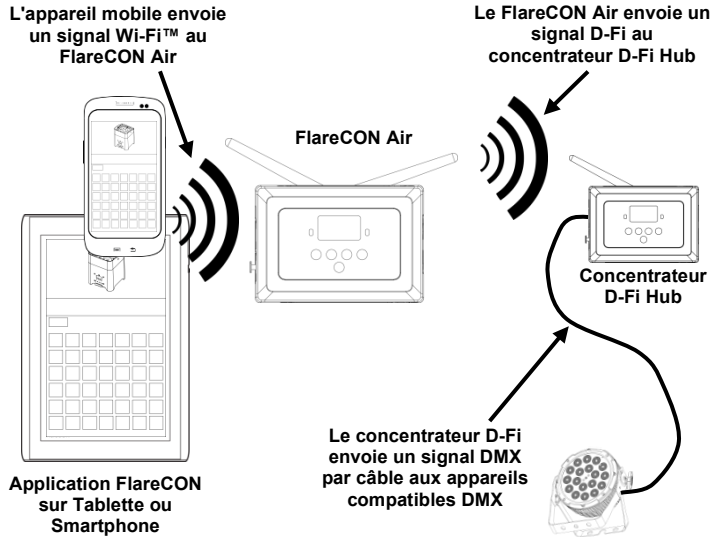 L'appareil mobile envoie
un signal Wi-Fi™ au
FlareCON Air
Le FlareCON Air envoie un
signal D-Fi au
concentrateur D-Fi Hub
FlareCON Air
Concentrateur
D-Fi Hub
Le concentrateur D-Fi
envoie un signal DMX
par câble aux appareils
compatibles DMX
Application FlareCON
sur Tablette ou
Smartphone